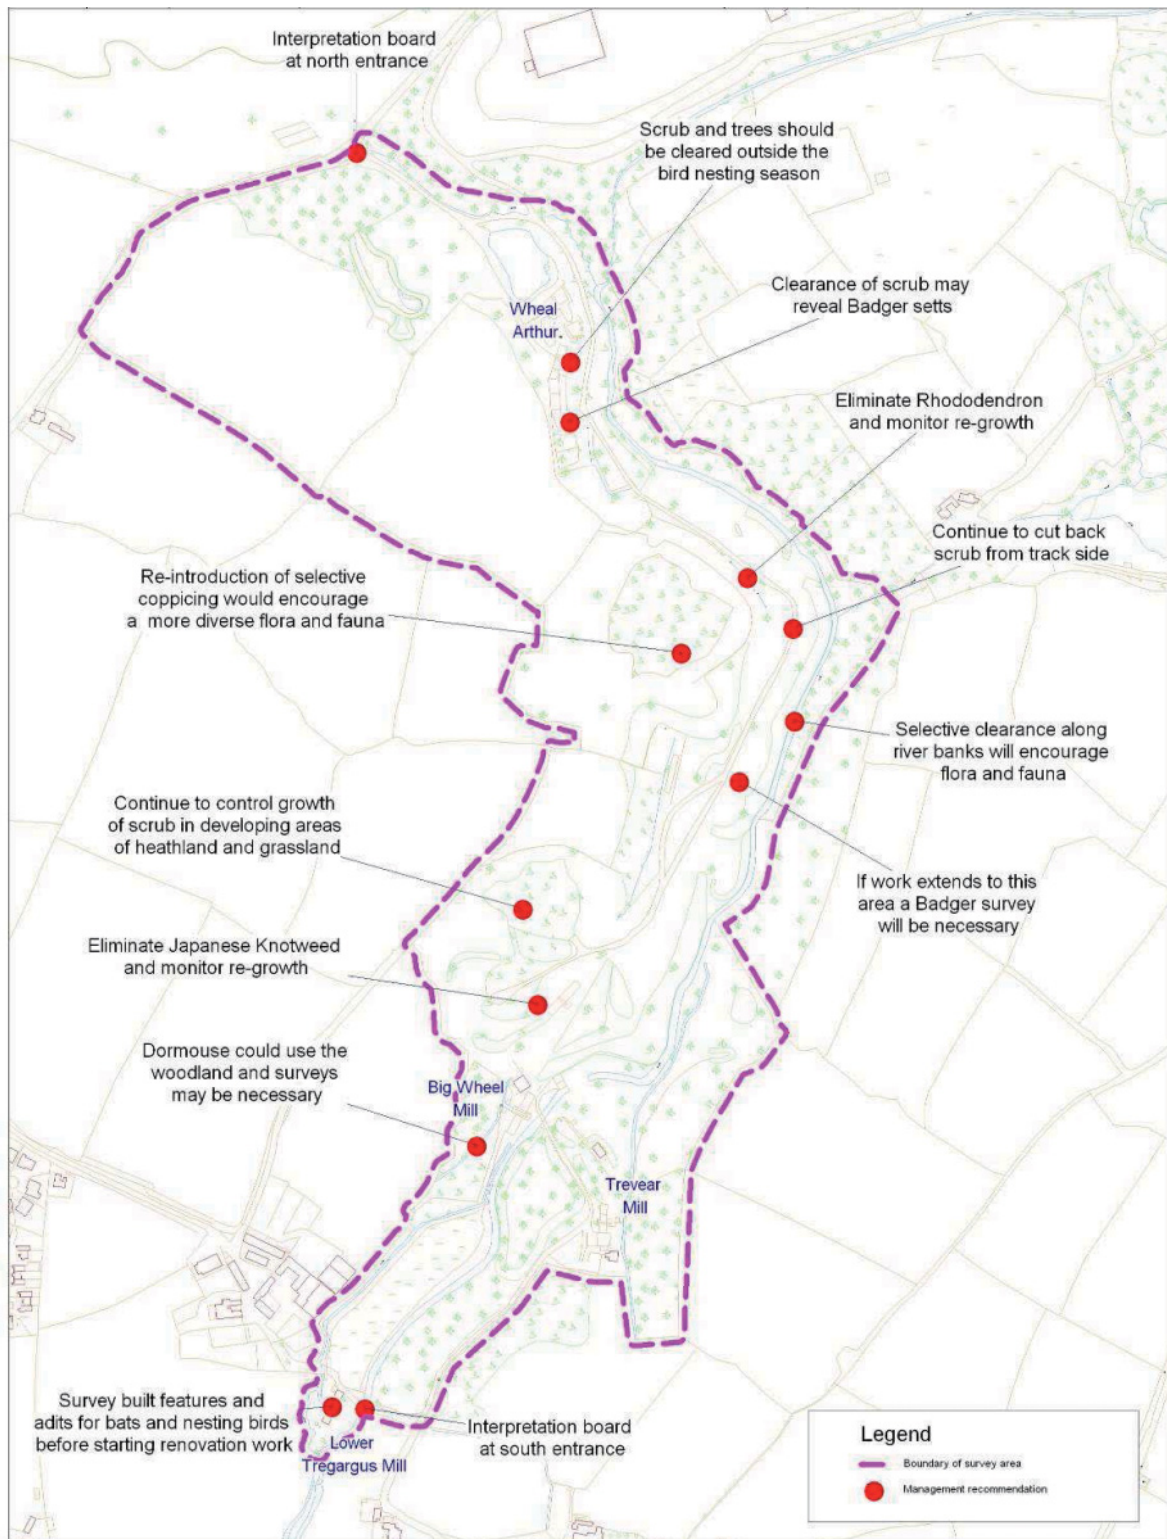 Interpretation board
at north entrance
Scrub and trees should
be cleared outside the
bird nesting season
Clearance of scrub may
reveal Badger setts
Wheal
Arthur.
Eliminate Rhododendron
and monitor re-growth
Continue to cut back
scrub from track side
Re-introduction of selective
coppicing would encourage
a more diverse flora and fauna
Selective clearance along
river banks will encourage
flora and fauna
Continue to control growth
of scrub in developing areas
of heathland and grassland
If work extends to this
area a Badger survey
will be necessary
Eliminate Japanese Knotweed
and monitor re-growth
Dormouse could use the
woodland and surveys
may be necessary
Big Wheel
Mill
Trevear
Mill
Survey built features and
adits for bats and nesting birds
before starting renovation work
Interpretation board
at south entrance
Lower
Tregargus Mill
Legend
Boundary of survey area
Management recommendation